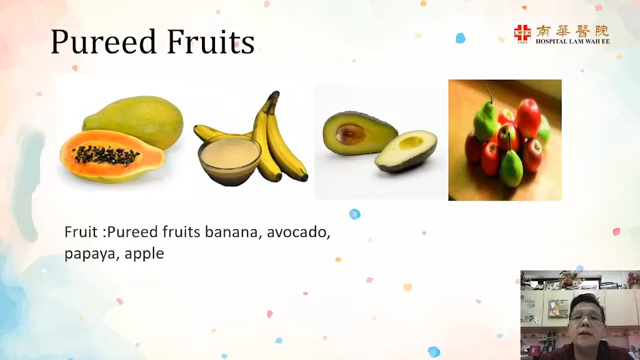 Pureed Fruits
南華醫院
HOSPITAL LAM WAH EE
Fruit :Pureed fruits banana, avocado,
papaya, apple